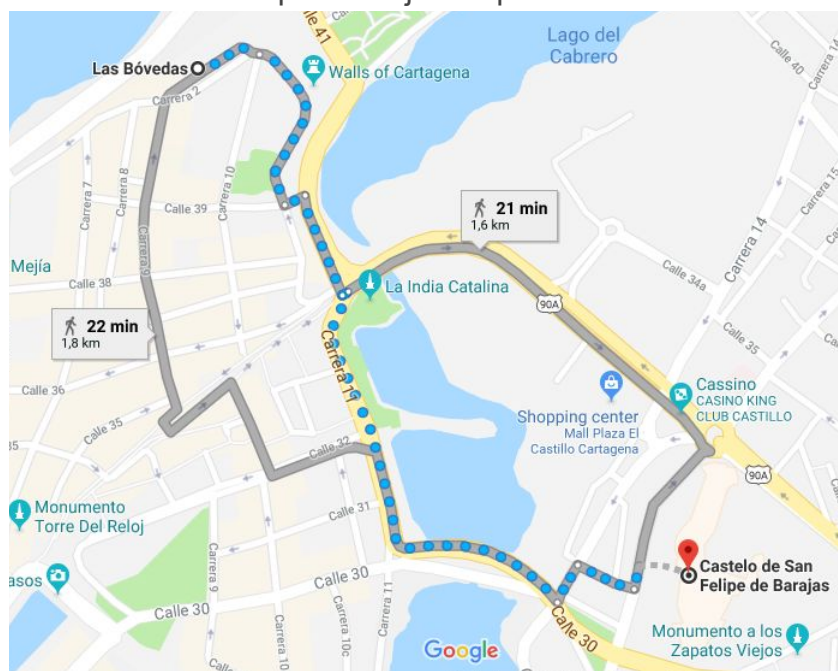 Calle 41
Lago del
Cabrero
Calle 40
Carrera 14
Las Bóvedas
Walls of Cartagena
Carrera 2
Carrera 7
Carrera 8
Carrera 10
Carrera 15
Calle 39
21 min
1,6 km
Carrera 14
Mejía
Carrera 9
Calle 38
La India Catalina
Calle 34a
90A
22 min
1,8 km
Carrera 11
Calle 35
Calle 36
Cassino
CASINO KING
CLUB CASTILLO
Shopping center
Mall Plaza El
Castillo Cartagena
Calle 35
Calle 32
90A
Monumento
Torre Del Reloj
Calle 31
Castelo de San
Felipe de Barajas
asos
Carrera 9
Calle 30
Carrera 10c
Calle 30
Google
Monumento a los
Zapatos Viejos